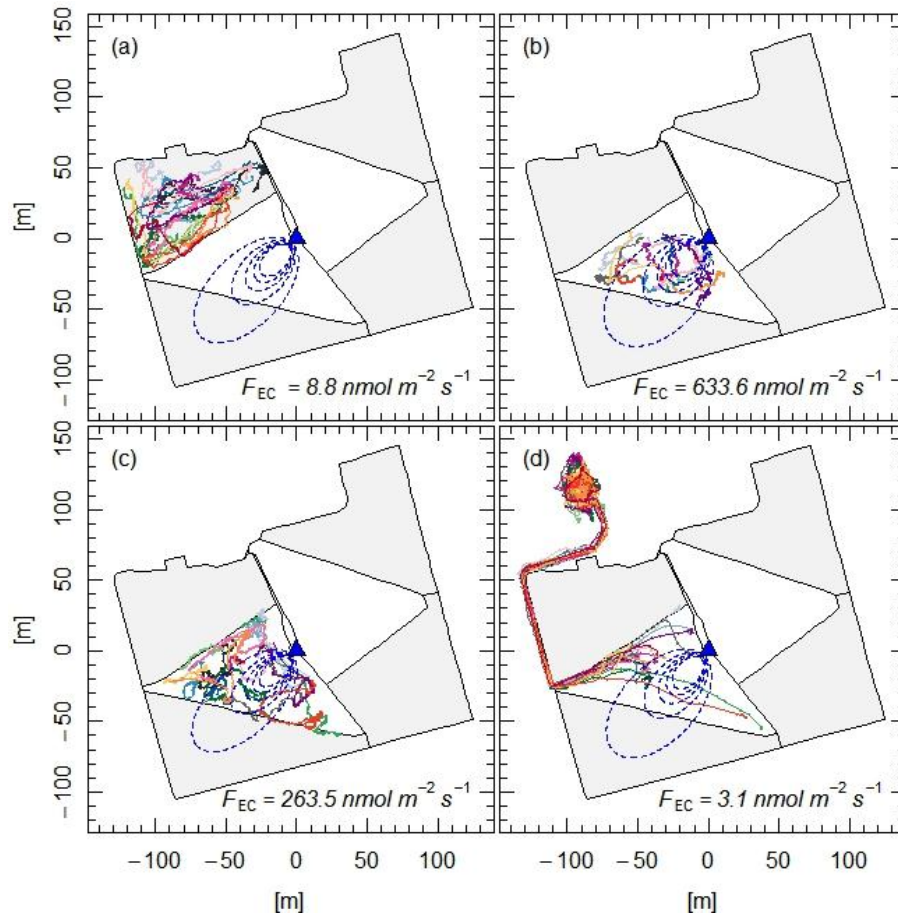 (a)
(b)
150
100
50
0
−50
−100
[m]
F_EC = 8.8 nmol m⁻² s⁻¹
F_EC = 633.6 nmol m⁻² s⁻¹
(c)
(d)
150
100
50
0
−50
−100
[m]
F_EC = 263.5 nmol m⁻² s⁻¹
F_EC = 3.1 nmol m⁻² s⁻¹
−100 −50 0 50 100
−100 −50 0 50 100
[m]
[m]